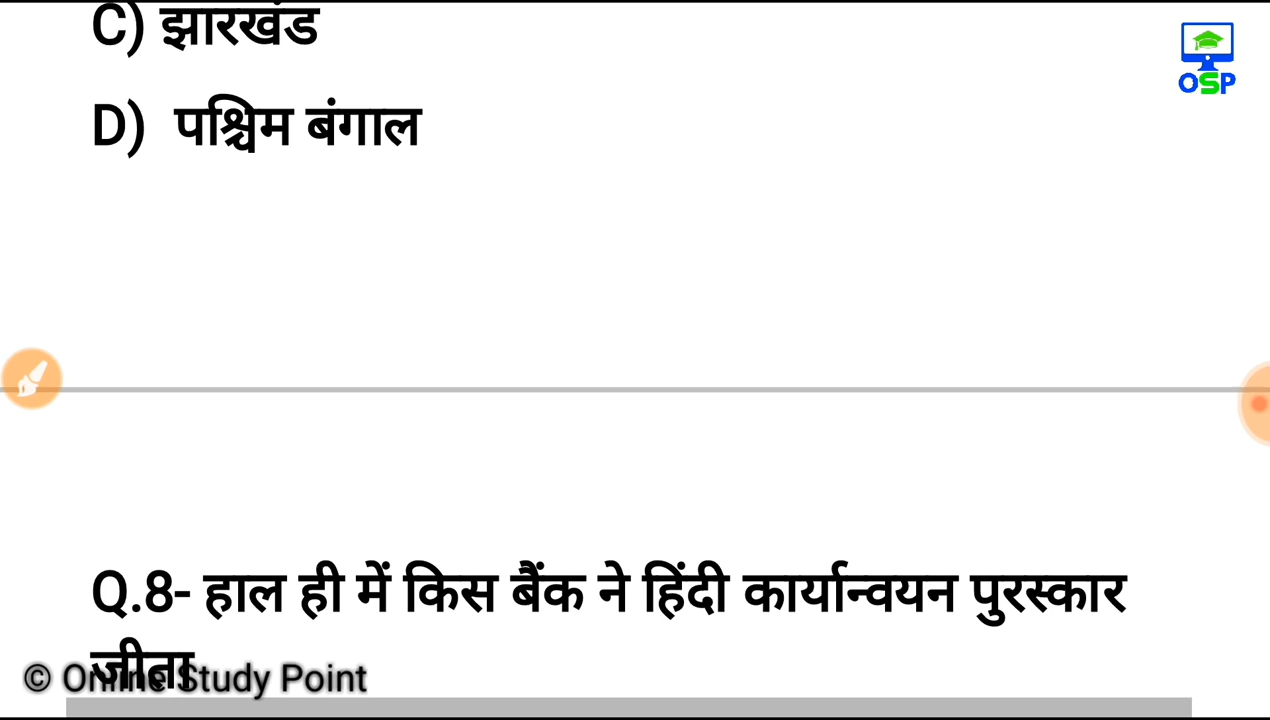 C) झारखंड
OSP
D) पश्चिम बंगाल
Q.8- हाल ही में किस बैंक ने हिंदी कार्यान्वयन पुरस्कार
जीता
© Online Study Point